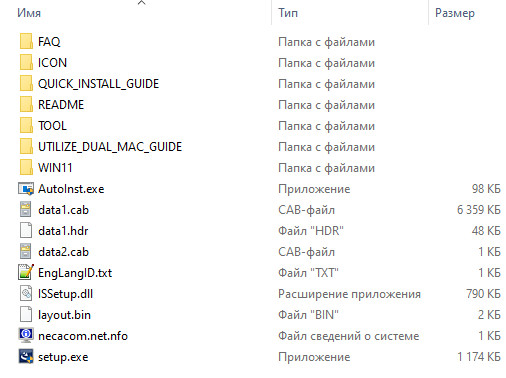 Имя Тип Размер
FAQ Папка с файлами
ICON Папка с файлами
QUICK_INSTALL_GUIDE Папка с файлами
README Папка с файлами
TOOL Папка с файлами
UTILIZE_DUAL_MAC_GUIDE Папка с файлами
WIN11 Папка с файлами
AutoInst.exe Приложение 98 КБ
data1.cab CAB-файл 6 359 КБ
data1.hdr Файл "HDR" 48 КБ
data2.cab CAB-файл 1 КБ
EngLangID.txt Файл "TXT" 1 КБ
ISSetup.dll Расширение приложения 790 КБ
layout.bin Файл "BIN" 2 КБ
necacom.net.nfo Файл сведений о системе 1 КБ
setup.exe Приложение 1 174 КБ